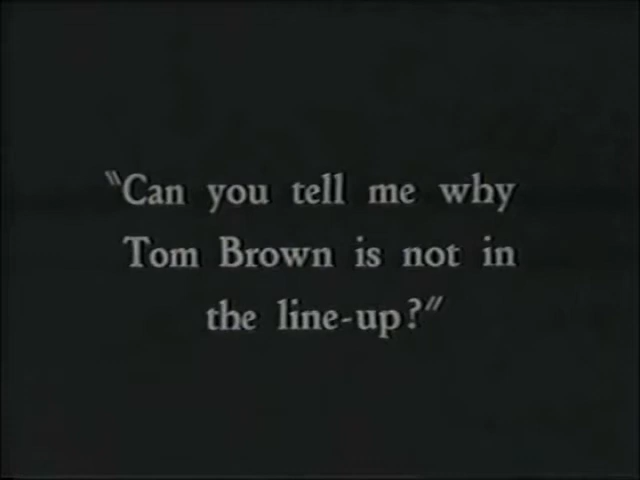 "Can you tell me why
Tom Brown is not in
the line-up?"